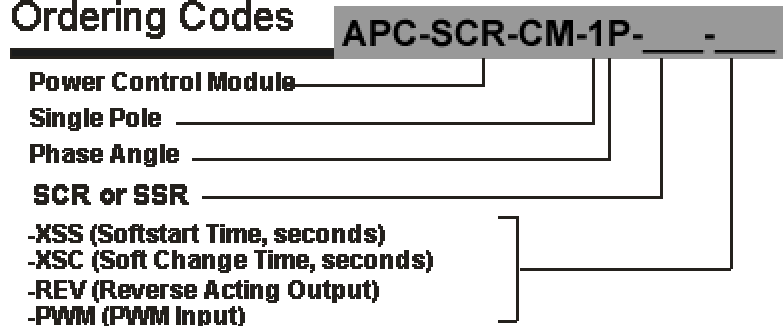 Ordering Codes
APC-SCR-CM-1P-___-___
Power Control Module
Single Pole
Phase Angle
SCR or SSR
-XSS (Softstart Time, seconds)
-XSC (Soft Change Time, seconds)
-REV (Reverse Acting Output)
-PWM (PWM Input)